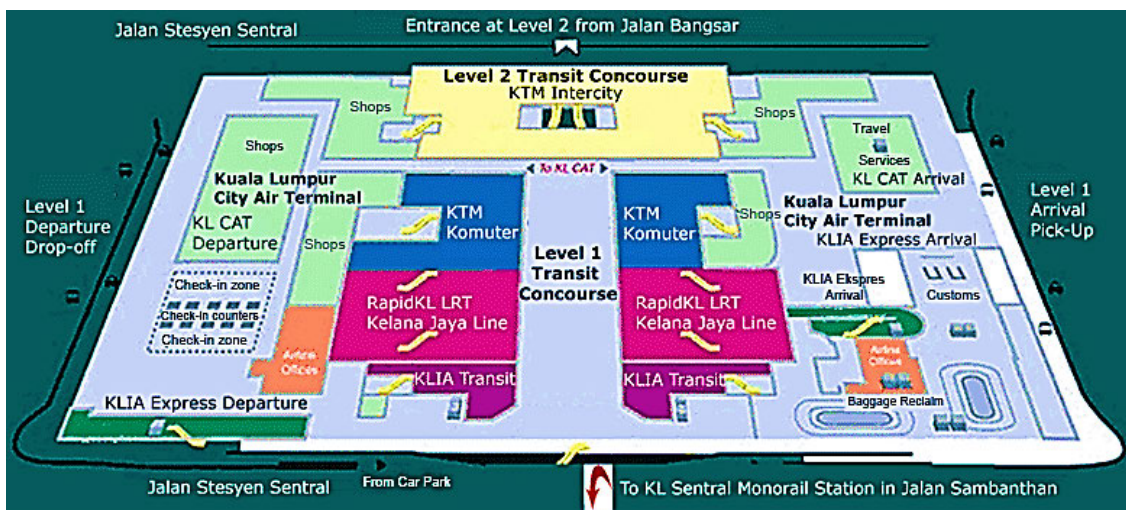 Jalan Stesyen Sentral
Entrance at Level 2 from Jalan Bangsar
Level 2 Transit Concourse
KTM Intercity
Shops
Shops
Shops
Travel
Services
KL CAT Arrival
To KL CAT
Kuala Lumpur
City Air Terminal
KL CAT
Departure
Shops
KTM
Komuter
KTM
Komuter
Shops
Kuala Lumpur
City Air Terminal
KLIA Express Arrival
Level 1
Departure
Drop-off
Level 1
Arrival
Pick-Up
Level 1
Transit
Concourse
Check-in zone
Check-in counters
Check-in zone
RapidKL LRT
Kelana Jaya Line
RapidKL LRT
Kelana Jaya Line
KLIA Ekspres
Arrival
Customs
Airline
Offices
Airline
Offices
KLIA Transit
KLIA Transit
Baggage Reclaim
KLIA Express Departure
Jalan Stesyen Sentral
From Car Park
To KL Sentral Monorail Station in Jalan Sambanthan